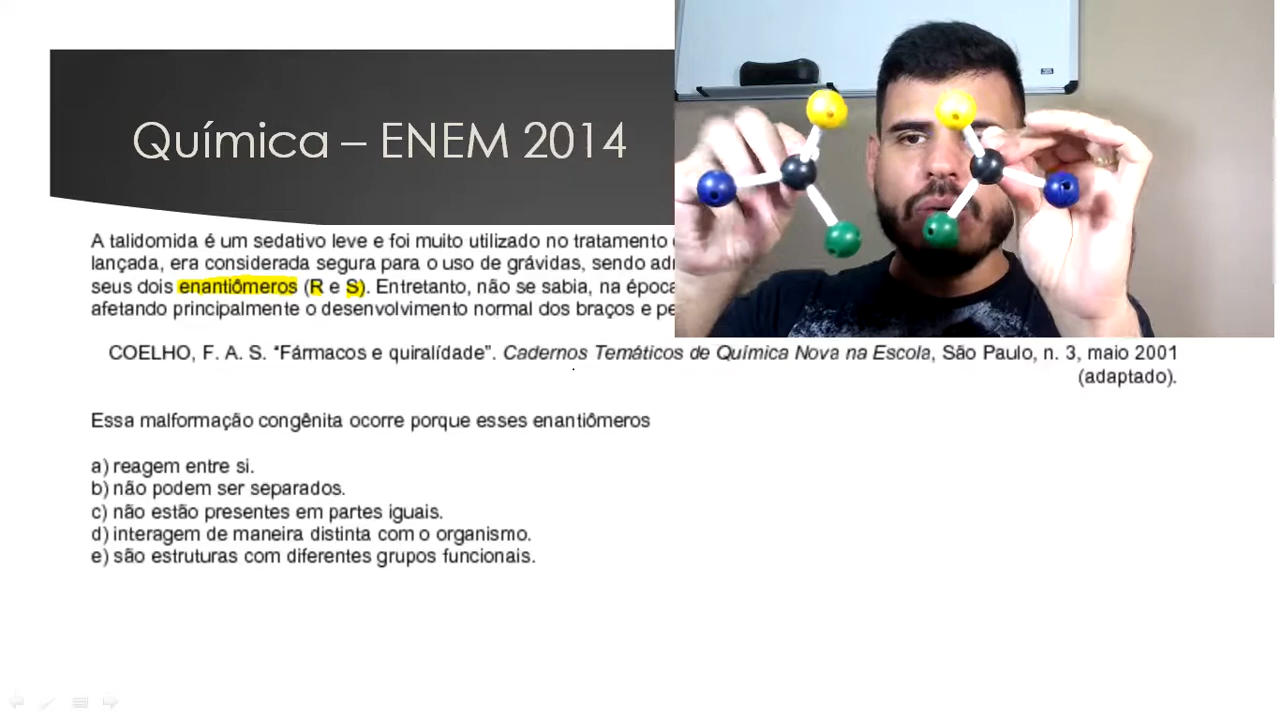 Química – ENEM 2014
A talidomida é um sedativo leve e foi muito utilizado no tratamento
lançada, era considerada segura para o uso de grávidas, sendo
seus dois enantiômeros (R e S). Entretanto, não se sabia, na época
afetando principalmente o desenvolvimento normal dos braços e
COELHO, F. A. S. “Fármacos e quiralídade”. Cadernos Temáticos de Química Nova na Escola, São Paulo, n. 3, maio 2001
(adaptado).
Essa malformação congênita ocorre porque esses enantiômeros
a) reagem entre si.
b) não podem ser separados.
c) não estão presentes em partes iguais.
d) interagem de maneira distinta com o organismo.
e) são estruturas com diferentes grupos funcionais.